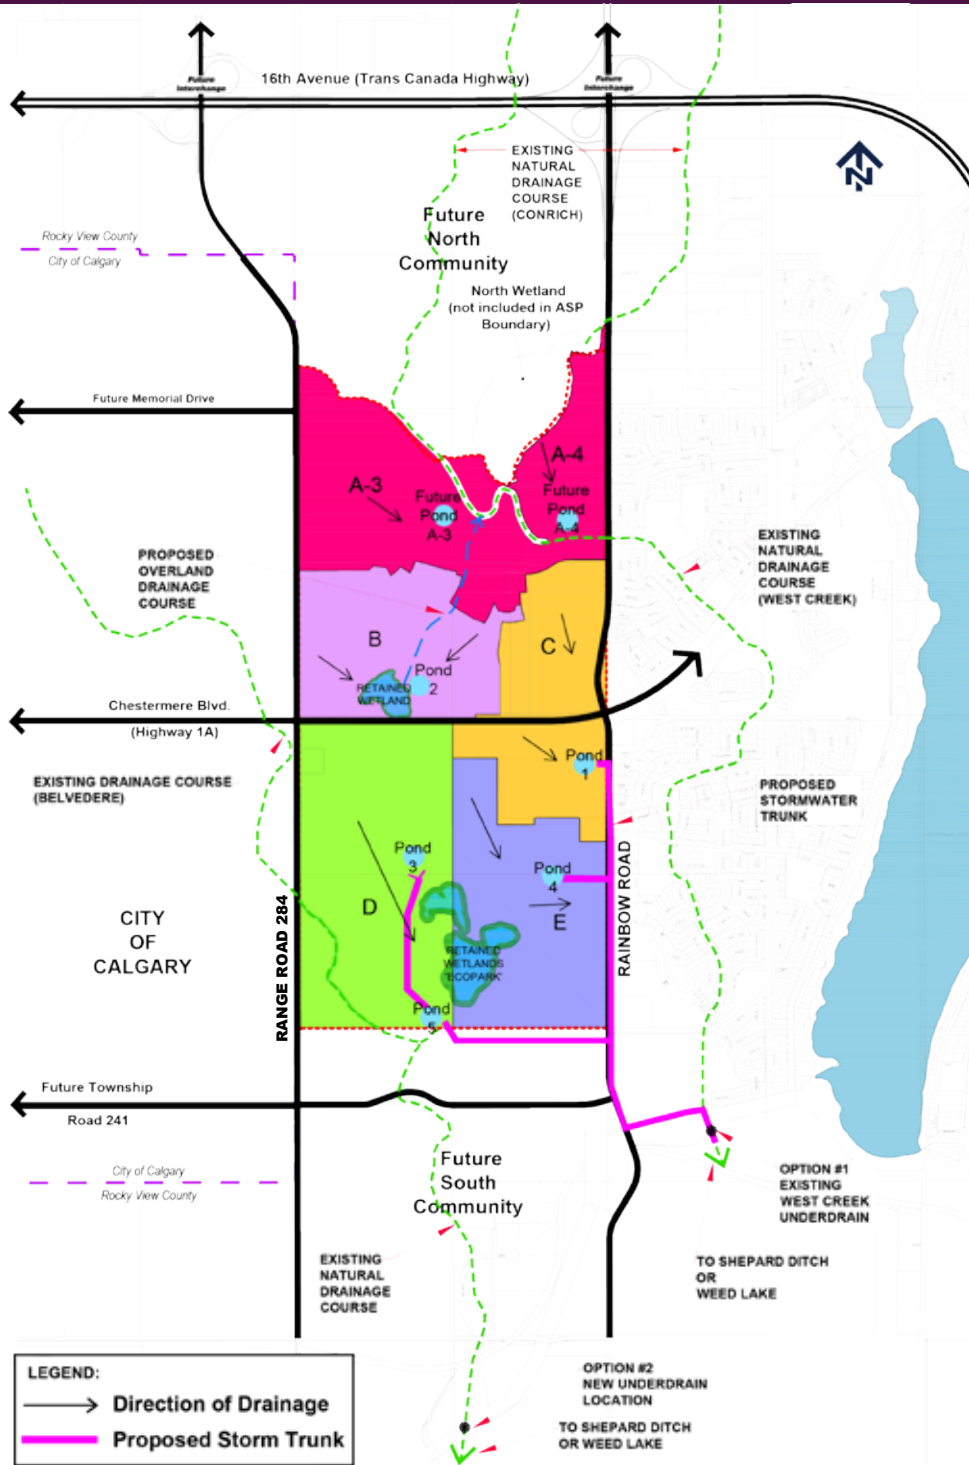 Future
Interchange
16th Avenue (Trans Canada Highway)
Future
Interchange
EXISTING
NATURAL
DRAINAGE
COURSE
(CONRICH)
N
Future
North
Community
Rocky View County
City of Calgary
North Wetland
(not included in ASP
Boundary)
Future Memorial Drive
A-4
A-3
Future
Pond
A-3
Future
Pond
A-4
EXISTING
NATURAL
DRAINAGE
COURSE
(WEST CREEK)
PROPOSED
OVERLAND
DRAINAGE
COURSE
B
C
Pond
2
RETAINED
WETLAND
Chestermere Blvd.
(Highway 1A)
Pond
1
EXISTING DRAINAGE COURSE
(BELVEDERE)
PROPOSED
STORMWATER
TRUNK
Pond
3
Pond
4
D
E
CITY
OF
CALGARY
RANGE ROAD 284
RAINBOW ROAD
RETAINED
WETLANDS
'ECOPARK'
Pond
5
Future Township
Road 241
City of Calgary
Rocky View County
Future
South
Community
OPTION #1
EXISTING
WEST CREEK
UNDERDRAIN
EXISTING
NATURAL
DRAINAGE
COURSE
TO SHEPARD DITCH
OR
WEED LAKE
OPTION #2
NEW UNDERDRAIN
LOCATION
TO SHEPARD DITCH
OR WEED LAKE
LEGEND:
Direction of Drainage
Proposed Storm Trunk